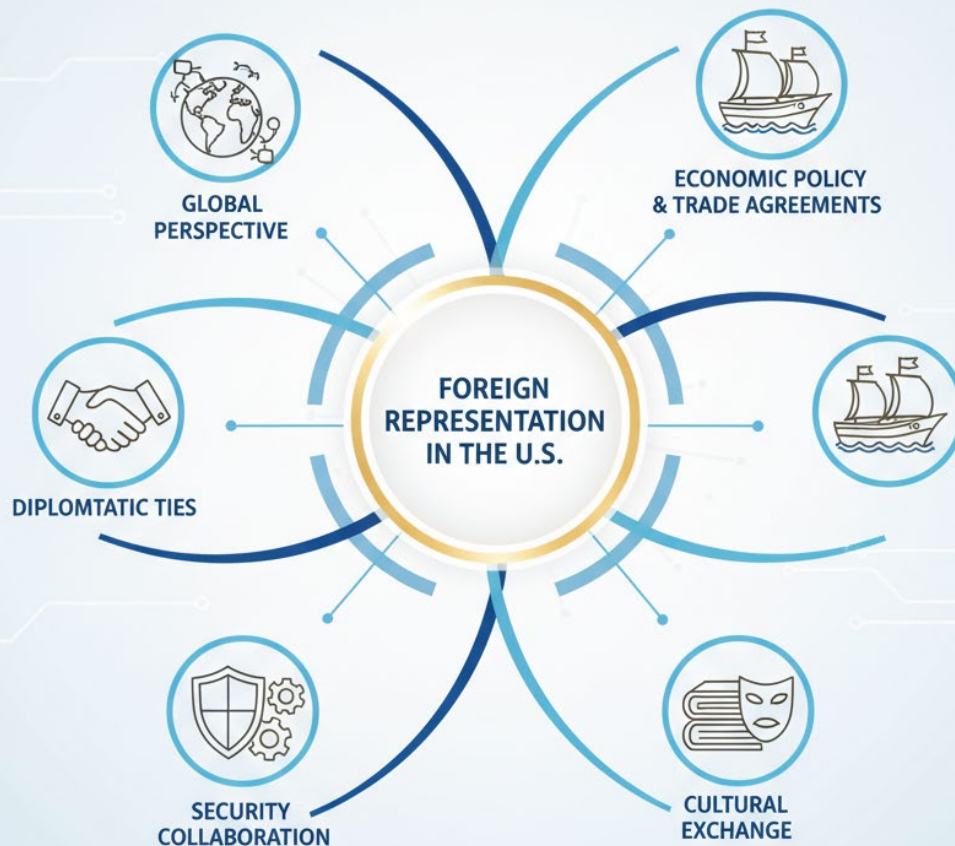 GLOBAL
PERSPECTIVE
ECONOMIC POLICY
& TRADE AGREEMENTS
FOREIGN
REPRESENTATION
IN THE U.S.
DIPLOMTATIC TIES
SECURITY
COLLABORATION
CULTURAL
EXCHANGE